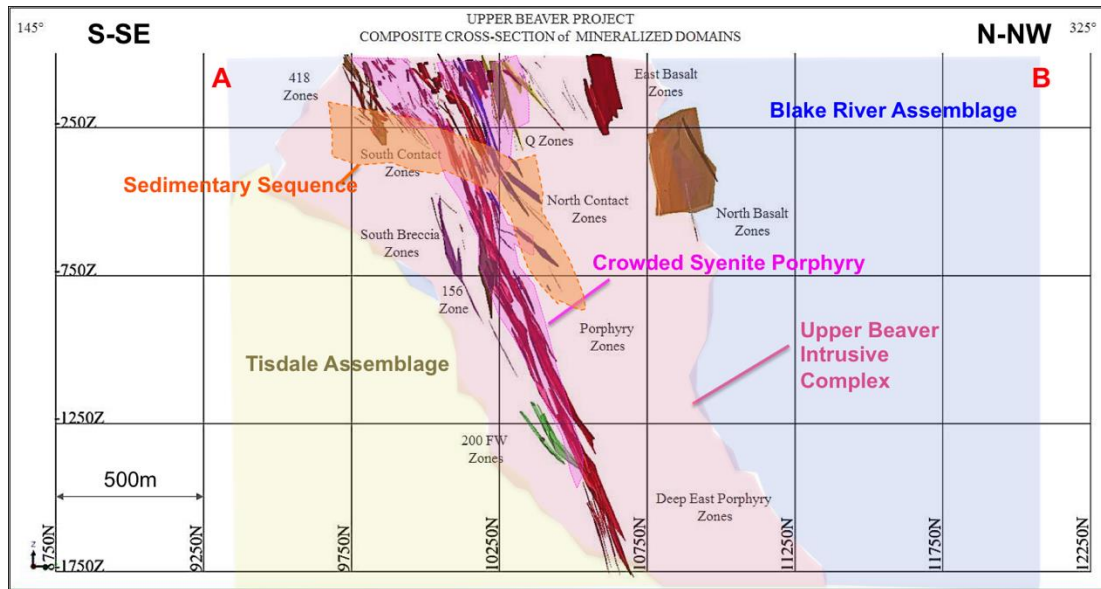 UPPER BEAVER PROJECT
COMPOSITE CROSS-SECTION of MINERALIZED DOMAINS
145°
S-SE
N-NW
325°
A
B
418
Zones
East Basalt
Zones
Blake River Assemblage
-250Z
Q Zones
South Contact
Zones
Sedimentary Sequence
North Contact
Zones
North Basalt
Zones
South Breccia
Zones
Crowded Syenite Porphyry
-750Z
156
Zone
Porphyry
Zones
Upper Beaver
Intrusive
Complex
Tisdale Assemblage
-1250Z
200 FW
Zones
500m
Deep East Porphyry
Zones
8750N
9250N
9750N
10250N
10750N
11250N
11750N
12250N
Z
-1750Z